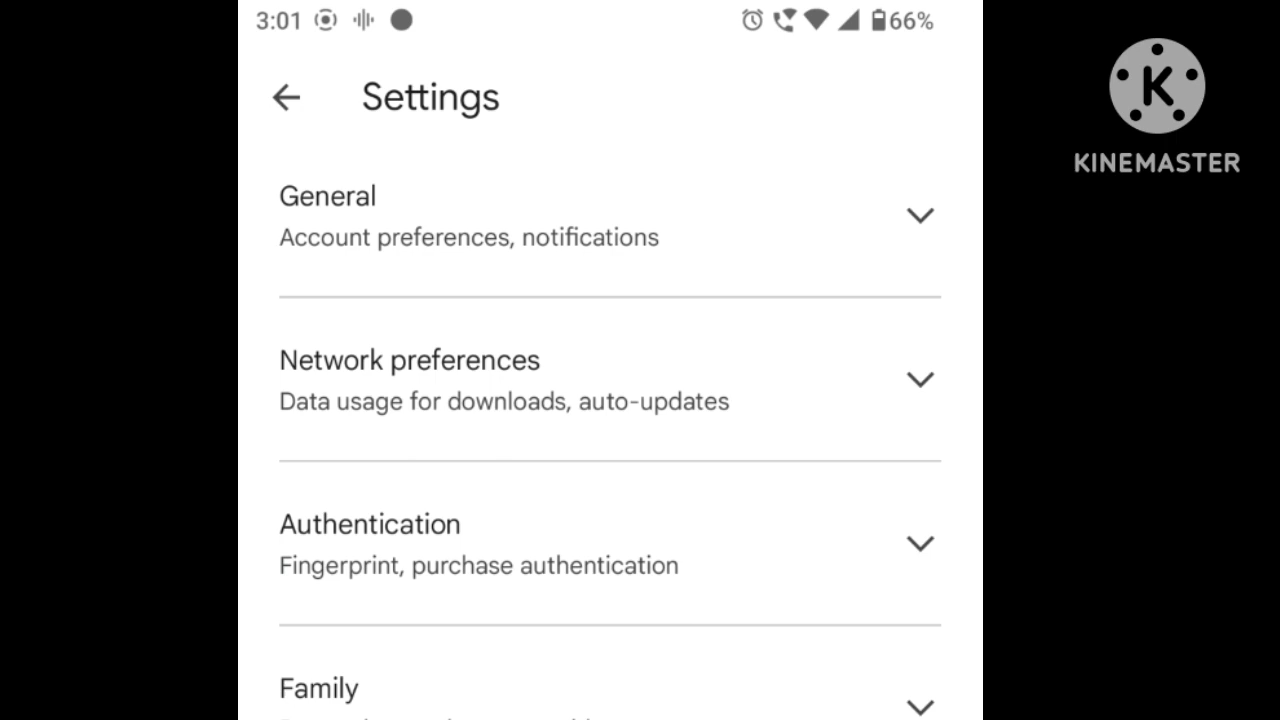 3:01
66%
Settings
K
KINEMASTER
General
Account preferences, notifications
Network preferences
Data usage for downloads, auto-updates
Authentication
Fingerprint, purchase authentication
Family